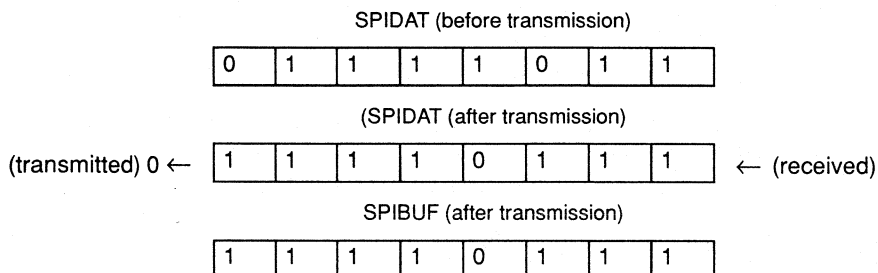 SPIDAT (before transmission)
0 1 1 1 1 0 1 1
(SPIDAT (after transmission)
(transmitted) 0 ← 1 1 1 1 0 1 1 1 ← (received)
SPIBUF (after transmission)
1 1 1 1 0 1 1 1